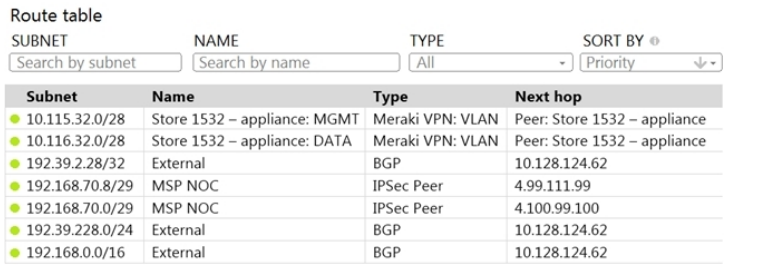 Route table
SUBNET NAME TYPE SORT BY
Search by subnet Search by name All Priority
Subnet Name Type Next hop
10.115.32.0/28 Store 1532 – appliance: MGMT Meraki VPN: VLAN Peer: Store 1532 – appliance
10.116.32.0/28 Store 1532 – appliance: DATA Meraki VPN: VLAN Peer: Store 1532 – appliance
192.39.2.28/32 External BGP 10.128.124.62
192.168.70.8/29 MSP NOC IPSec Peer 4.99.111.99
192.168.70.0/29 MSP NOC IPSec Peer 4.100.99.100
192.39.228.0/24 External BGP 10.128.124.62
192.168.0.0/16 External BGP 10.128.124.62